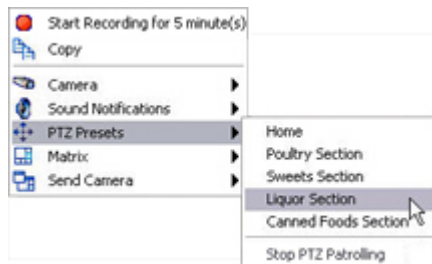 Start Recording for 5 minute(s)
Copy
Camera
Sound Notifications
PTZ Presets
Matrix
Send Camera
Home
Poultry Section
Sweets Section
Liquor Section
Canned Foods Section
Stop PTZ Patrolling